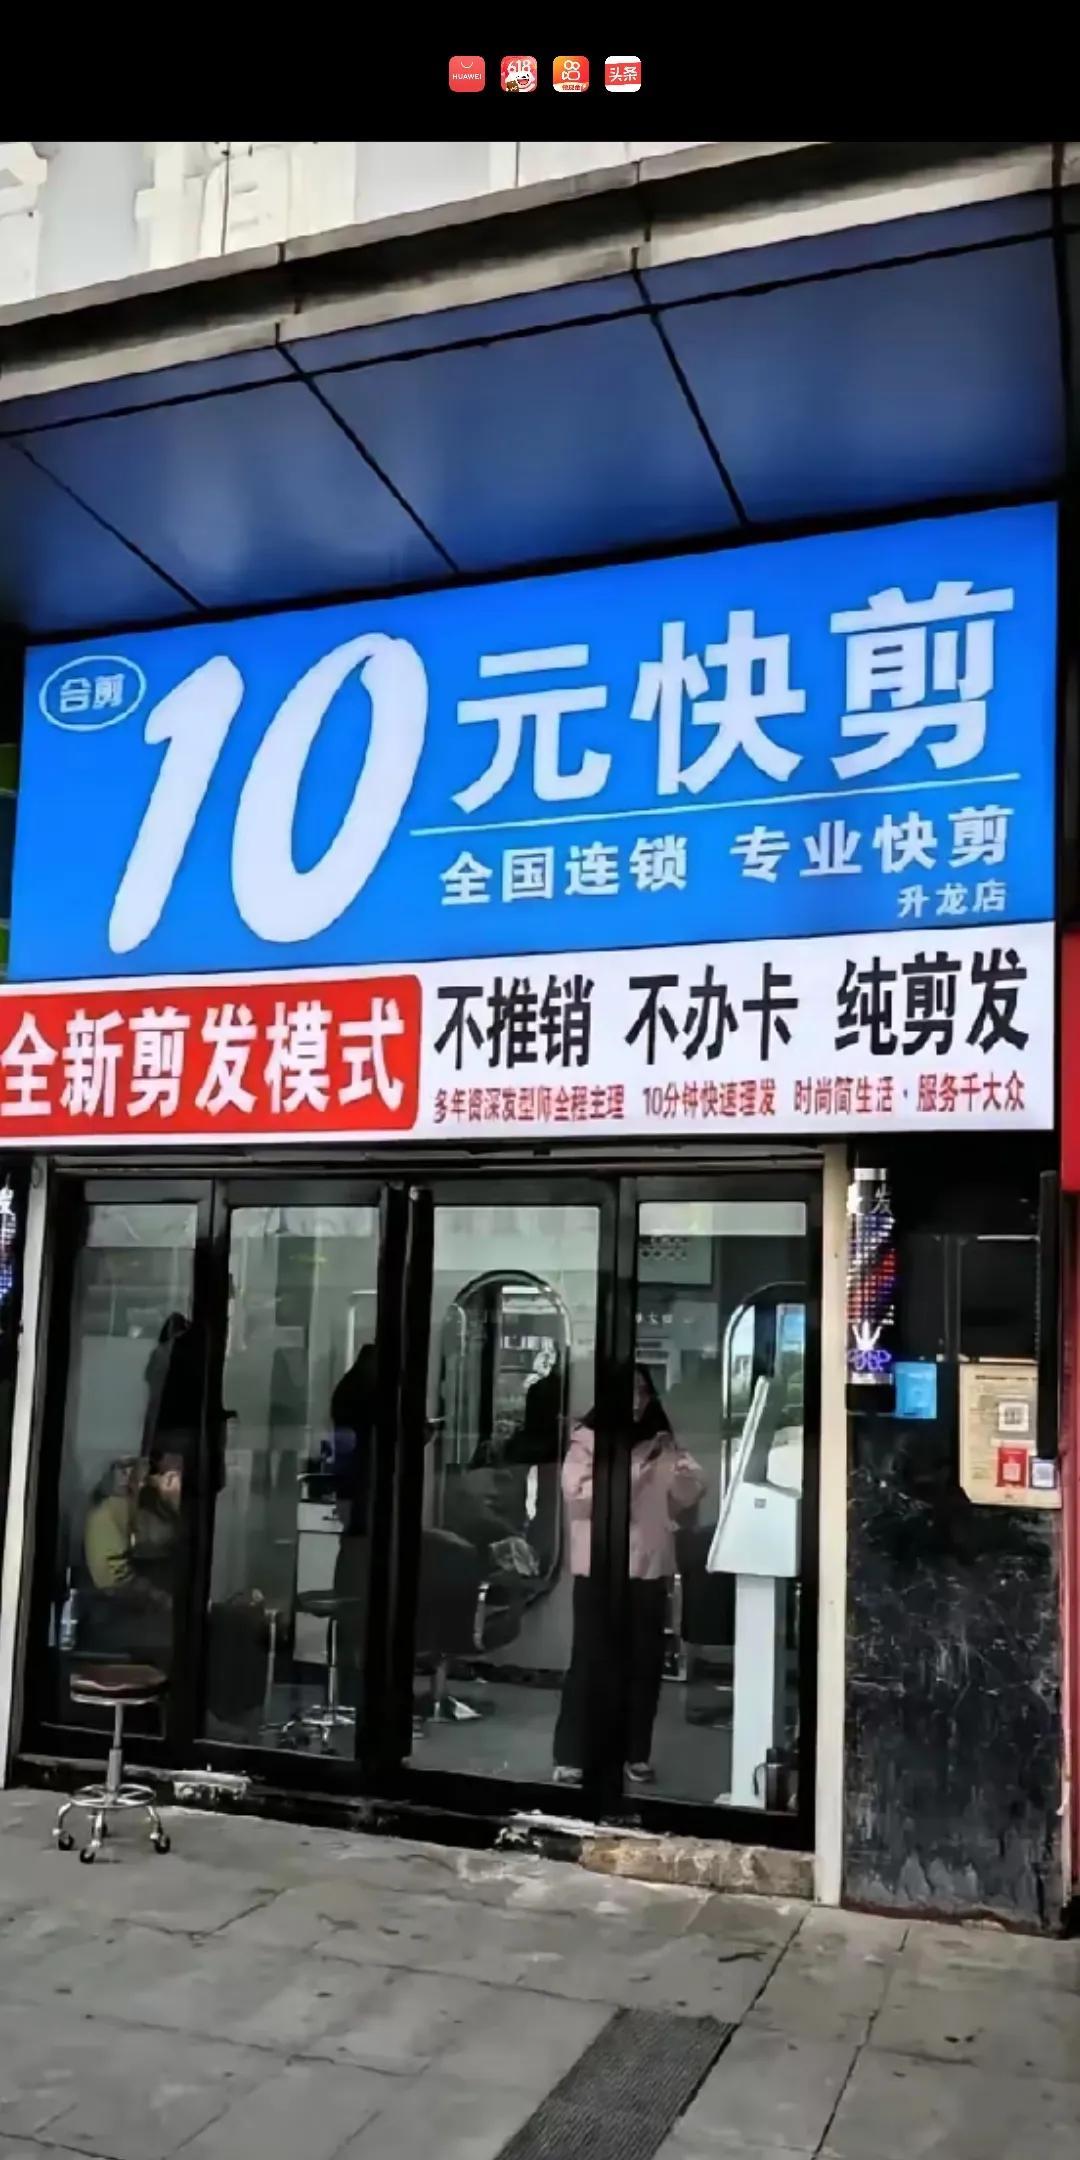 HUAWEI
618
头条
合剪
10元快剪
全国连锁 专业快剪
升龙店
全新剪发模式
不推销 不办卡 纯剪发
多年资深发型师全程主理 10分钟快速理发 时尚简生活·服务千大众
发